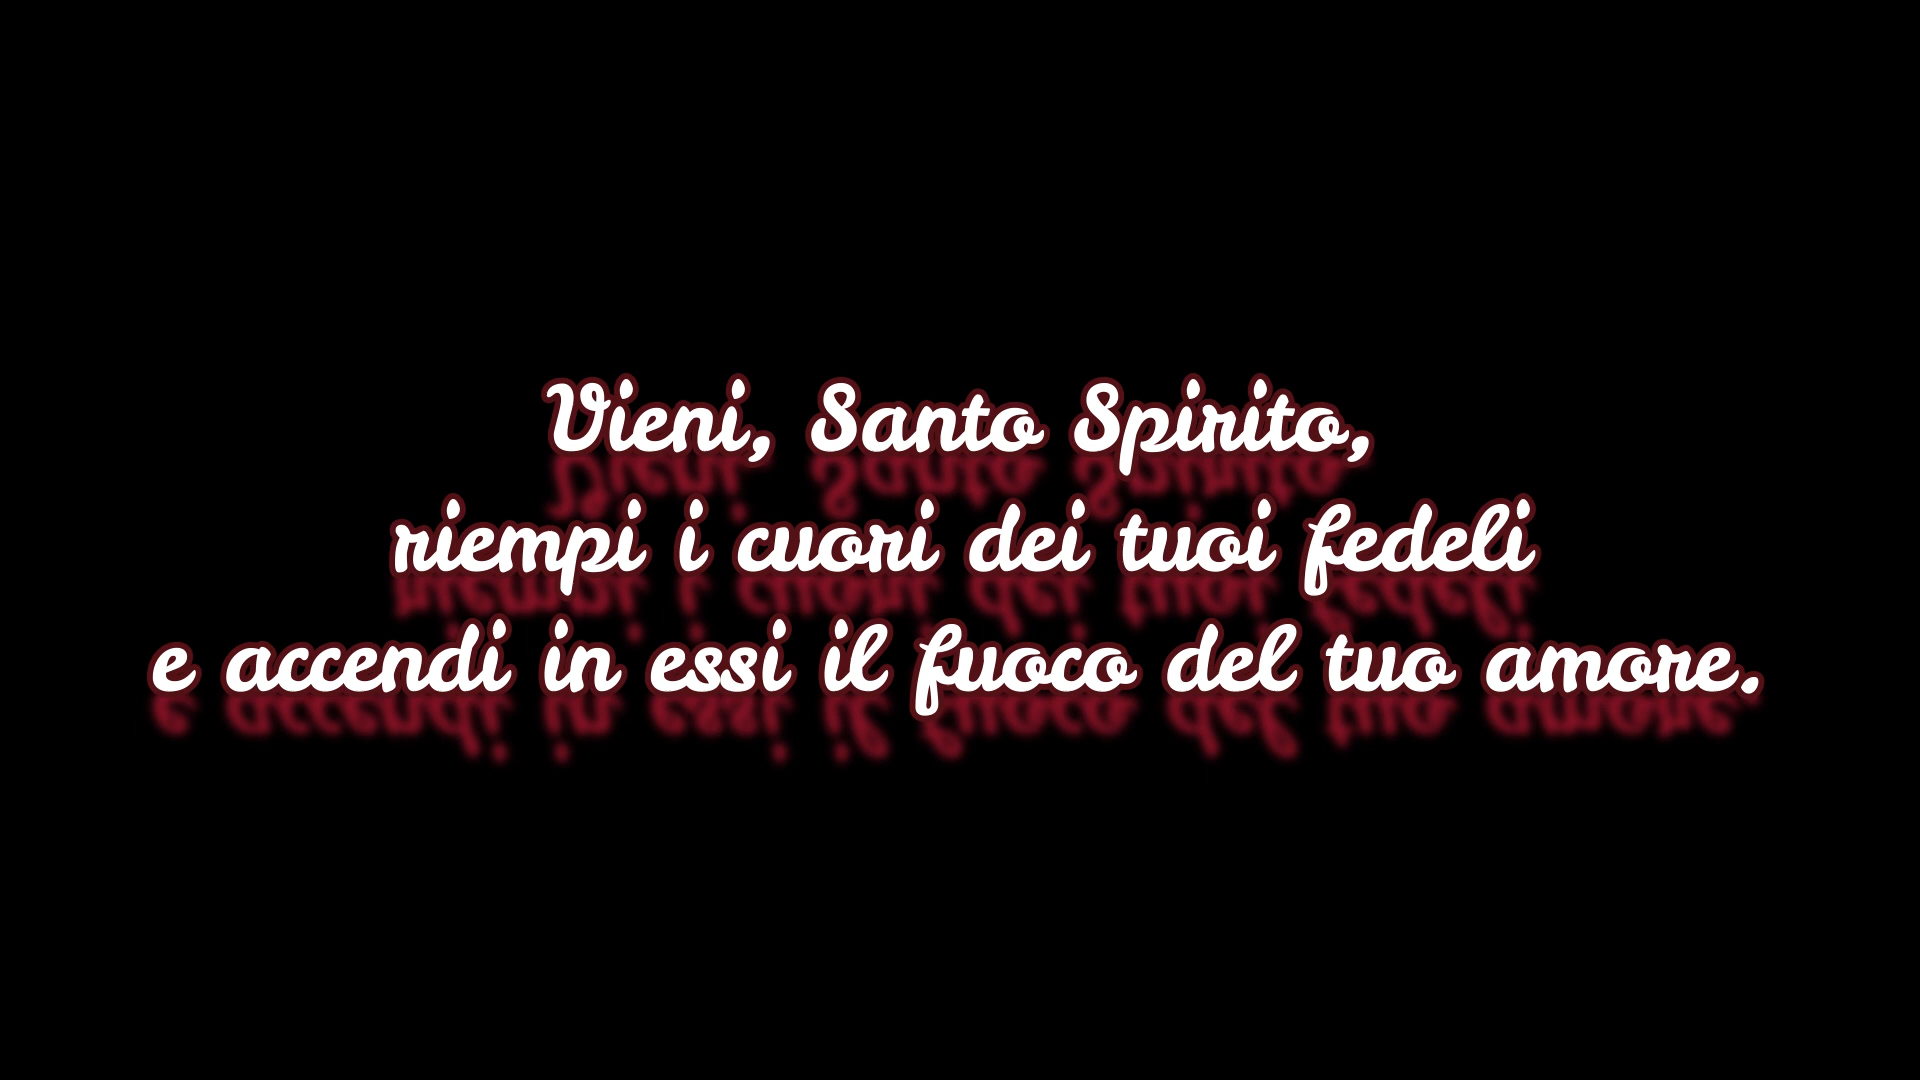 Vieni, Santo Spirito,
riempi i cuori dei tuoi fedeli
e accendi in essi il fuoco del tuo amore.